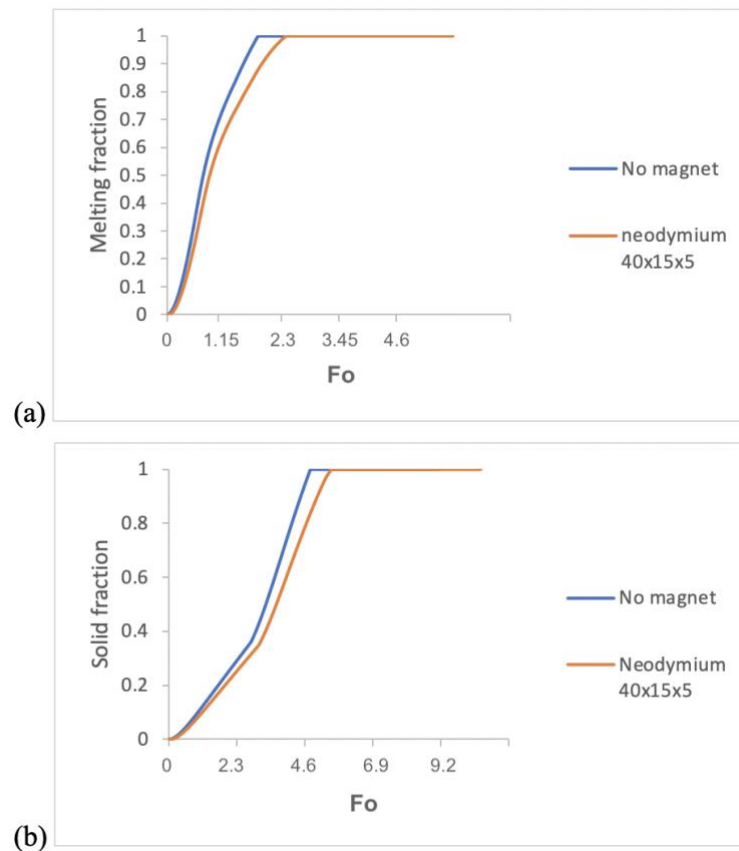 1
0.9
0.8
0.7
0.6
0.5
0.4
0.3
0.2
0.1
0
Melting fraction
0 1.15 2.3 3.45 4.6
Fo
No magnet
neodymium
40x15x5
(a)
1
0.8
0.6
0.4
0.2
0
Solid fraction
0 2.3 4.6 6.9 9.2
Fo
No magnet
Neodymium
40x15x5
(b)